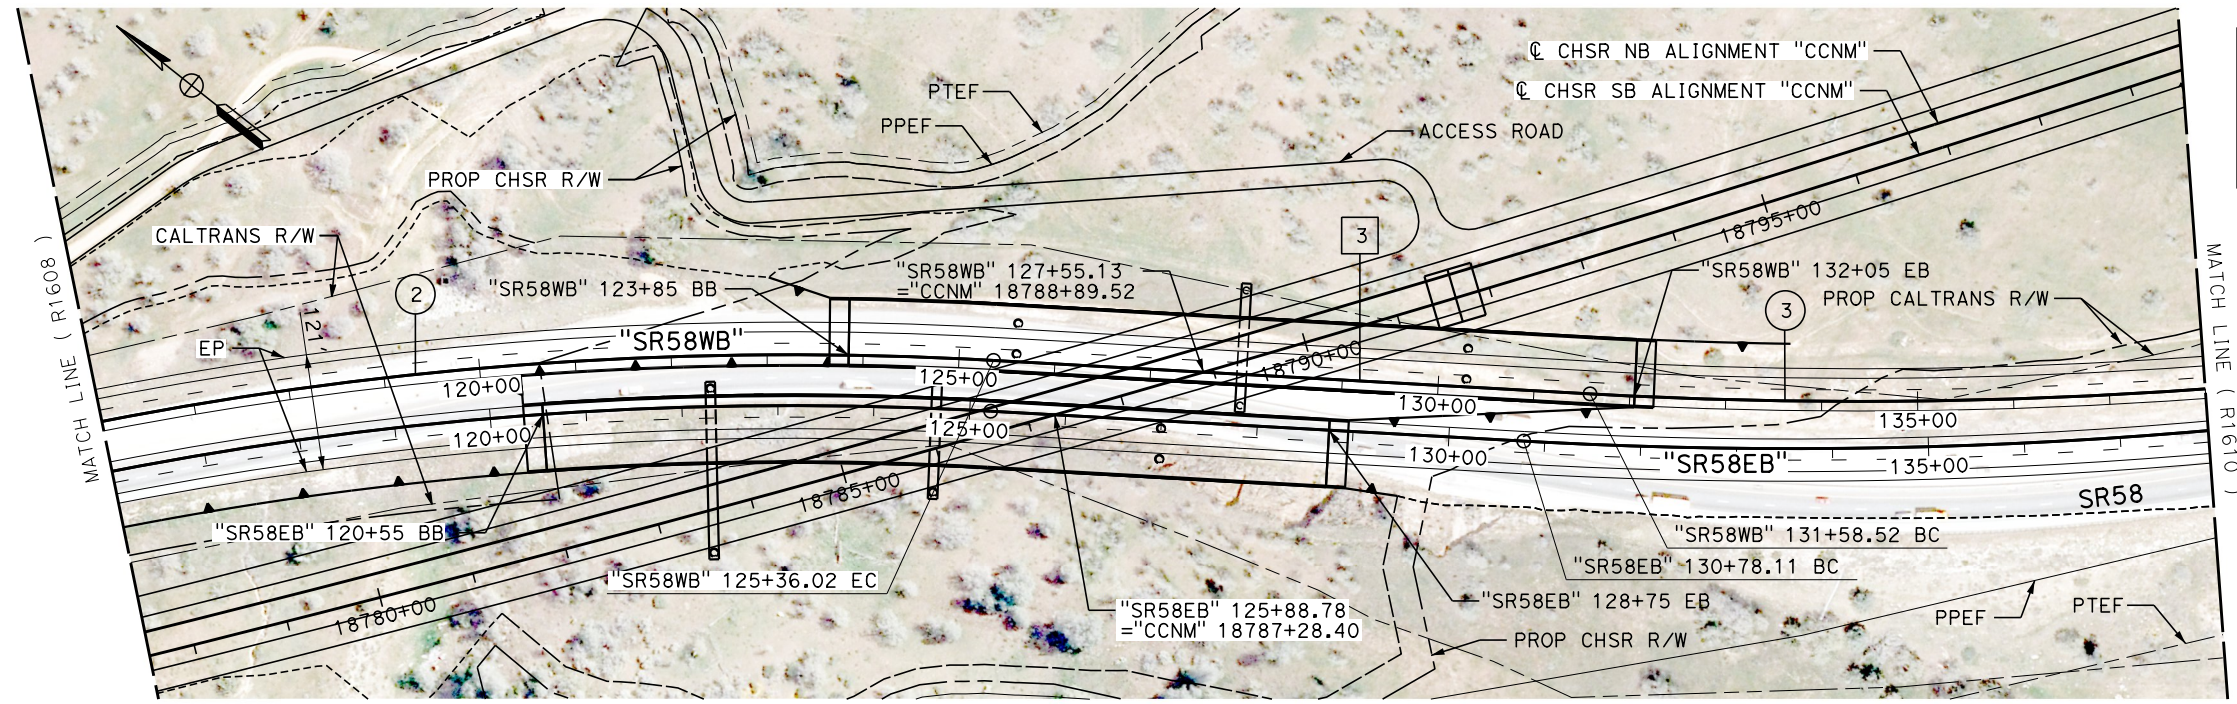 ℄ CHSR NB ALIGNMENT "CCNM"
℄ CHSR SB ALIGNMENT "CCNM"
PTEF
PPEF
ACCESS ROAD
PROP CHSR R/W
CALTRANS R/W
18795+00
3
2
"SR58WB" 127+55.13
="CCNM" 18788+89.52
"SR58WB" 123+85 BB
"SR58WB" 132+05 EB
PROP CALTRANS R/W
3
MATCH LINE (R1608)
MATCH LINE (R1610)
121'
EP
"SR58WB"
18790+00
120+00
125+00
130+00
135+00
120+00
125+00
130+00
"SR58EB"
135+00
18785+00
SR58
"SR58EB" 120+55 BB
"SR58WB" 131+58.52 BC
"SR58EB" 130+78.11 BC
"SR58WB" 125+36.02 EC
"SR58EB" 128+75 EB
"SR58EB" 125+88.78
="CCNM" 18787+28.40
18780+00
PPEF
PTEF
PROP CHSR R/W